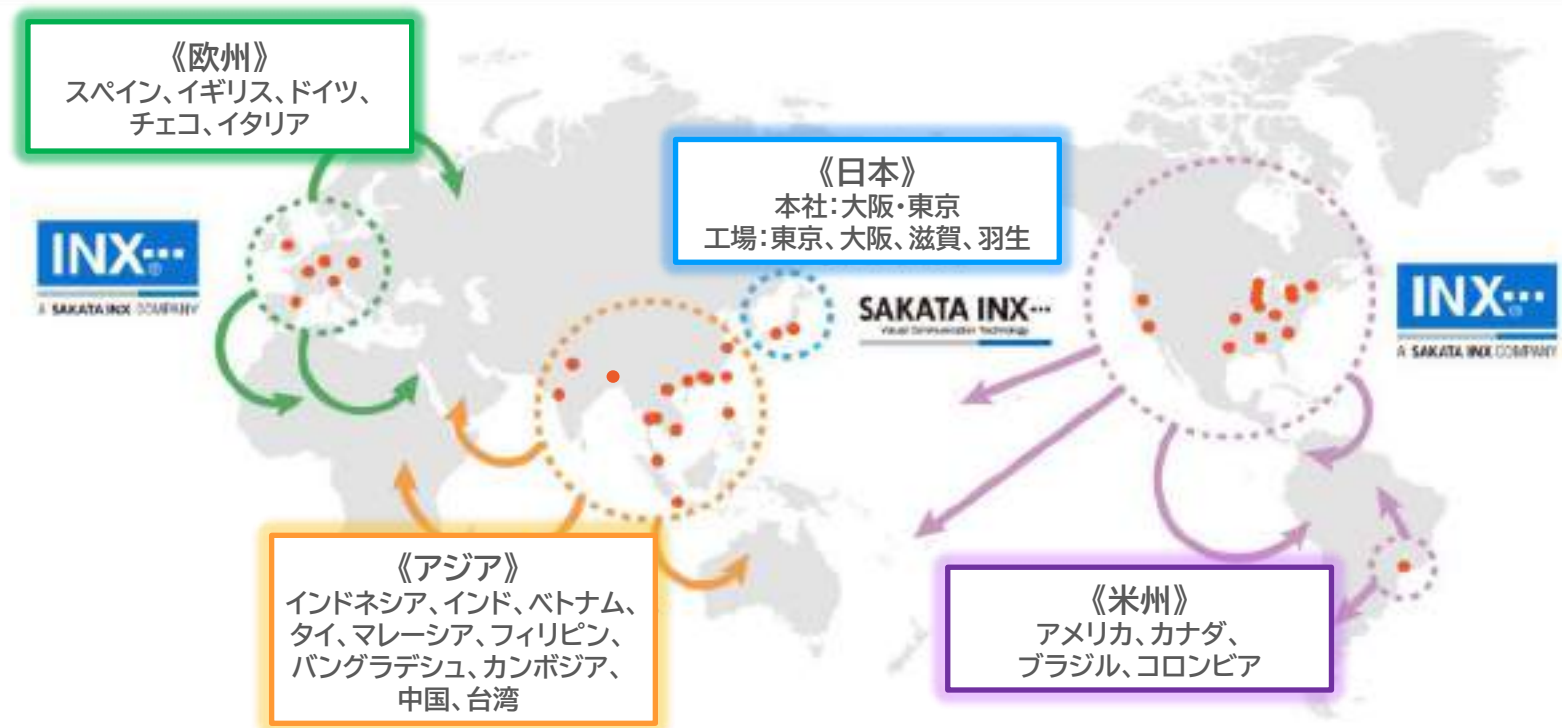 《欧州》
スペイン、イギリス、ドイツ、
チェコ、イタリア
《日本》
本社：大阪・東京
工場：東京、大阪、滋賀、羽生
INX
A SAKATA INX COMPANY
SAKATA INX
Visual Communication Technology
INX
A SAKATA INX COMPANY
《アジア》
インドネシア、インド、ベトナム、
タイ、マレーシア、フィリピン、
バングラデシュ、カンボジア、
中国、台湾
《米州》
アメリカ、カナダ、
ブラジル、コロンビア